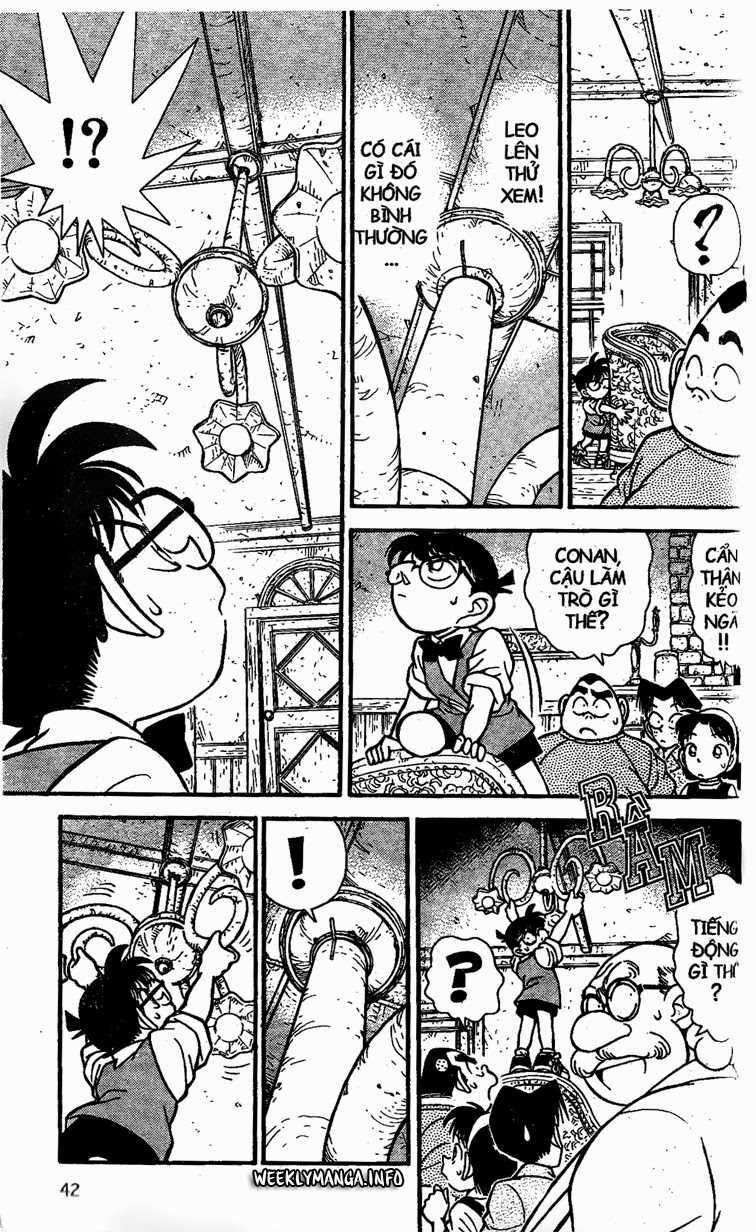 ?
LEO
LÊN
THỬ
XEM!
CÓ CÁI
GÌ ĐÓ
KHÔNG
BÌNH
THƯỜNG
...
CẨN
THẬN
KẺO
NGÃ
!!
CONAN,
CẬU LÀM
TRÒ GÌ
THẾ?
!?
RẦM
TIẾNG
ĐỘNG
GÌ
?
?
!
WEEKLYMANGA.INFO
42